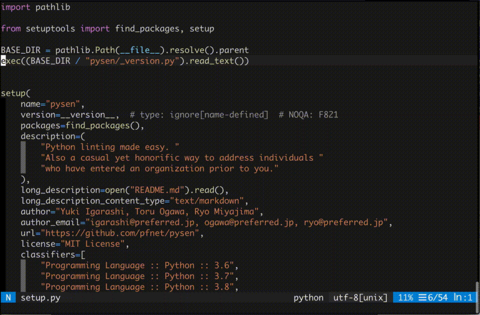 import pathlib
from setuptools import find_packages, setup
BASE_DIR = pathlib.Path(__file__).resolve().parent
exec((BASE_DIR / "pysen/_version.py").read_text())
setup(
    name="pysen",
    version=__version__,  # type: ignore[name-defined]  # NOQA: F821
    packages=find_packages(),
    description=(
        "Python linting made easy. "
        "Also a casual yet honorific way to address individuals "
        "who have entered an organization prior to you."
    ),
    long_description=open("README.md").read(),
    long_description_content_type="text/markdown",
    author="Yuki Igarashi, Toru Ogawa, Ryo Miyajima",
    author_email="igarashi@preferred.jp, ogawa@preferred.jp, ryo@preferred.jp",
    url="https://github.com/pfnet/pysen",
    license="MIT License",
    classifiers=[
        "Programming Language :: Python :: 3.6",
        "Programming Language :: Python :: 3.7",
        "Programming Language :: Python :: 3.8",
N setup.py python utf-8[unix] 11% ☰6/54 ㏑:1